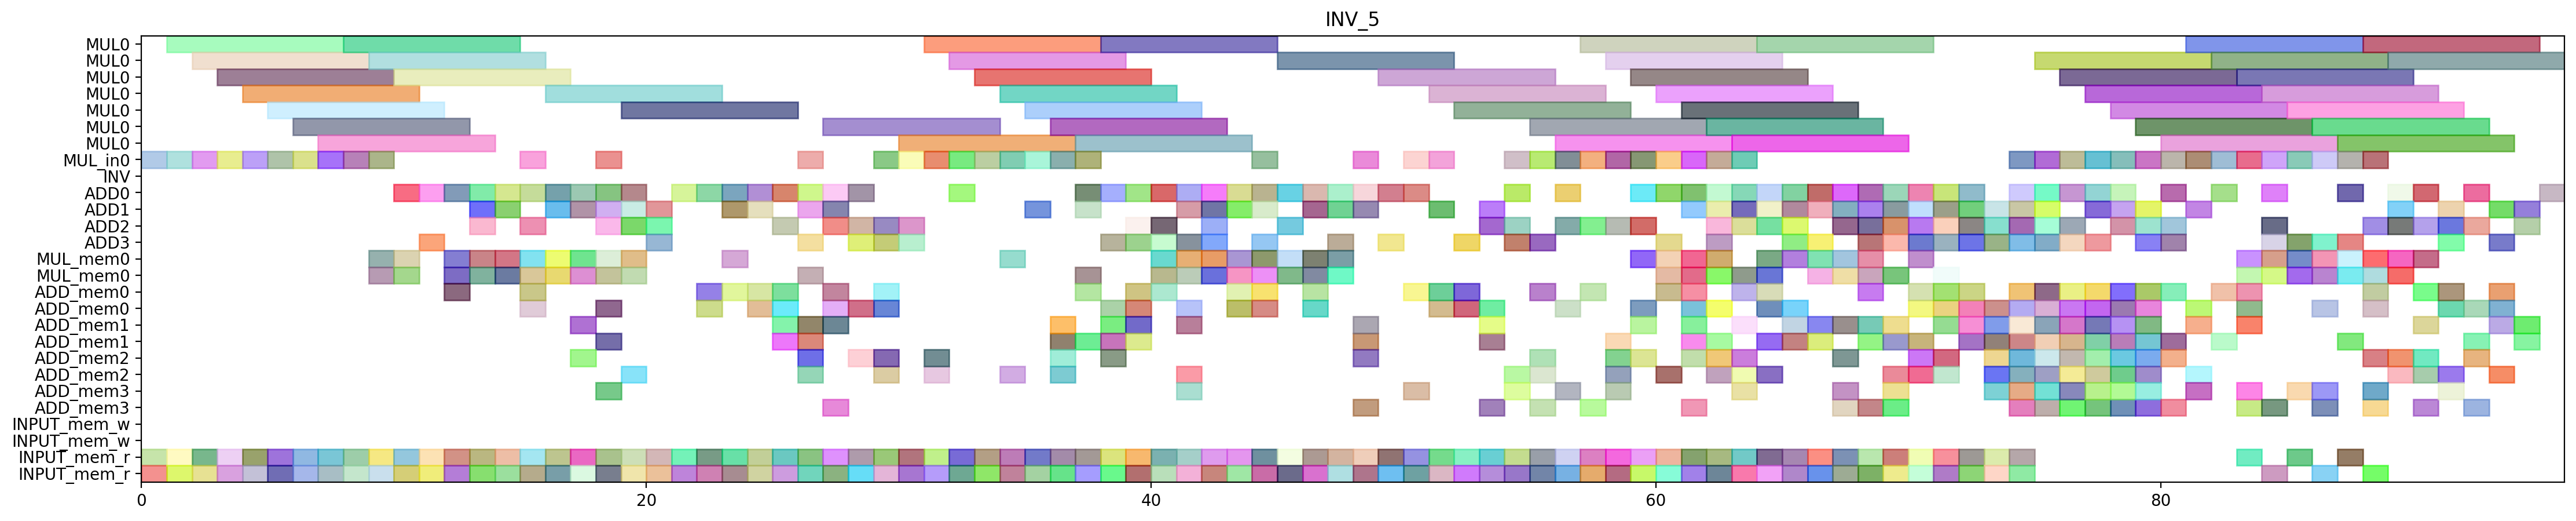 INV_5
MUL0
MUL0
MUL0
MUL0
MUL0
MUL0
MUL0
MUL_in0
INV
ADD0
ADD1
ADD2
ADD3
MUL_mem0
MUL_mem0
ADD_mem0
ADD_mem0
ADD_mem1
ADD_mem1
ADD_mem2
ADD_mem2
ADD_mem3
ADD_mem3
INPUT_mem_w
INPUT_mem_w
INPUT_mem_r
INPUT_mem_r
0 20 40 60 80